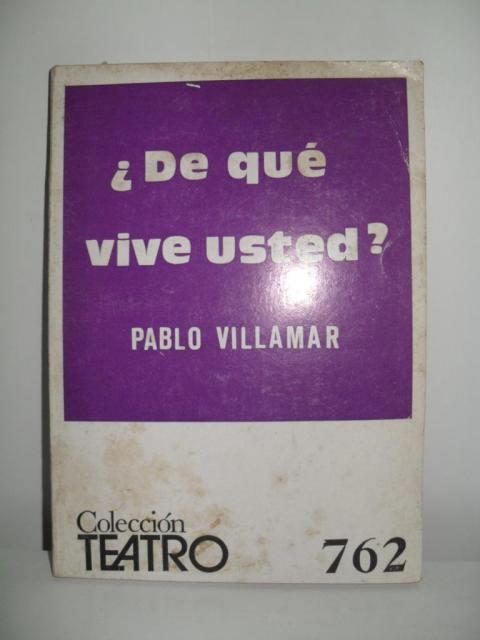 ¿De qué
vive usted?
PABLO VILLAMAR
Colección
TEATRO
762